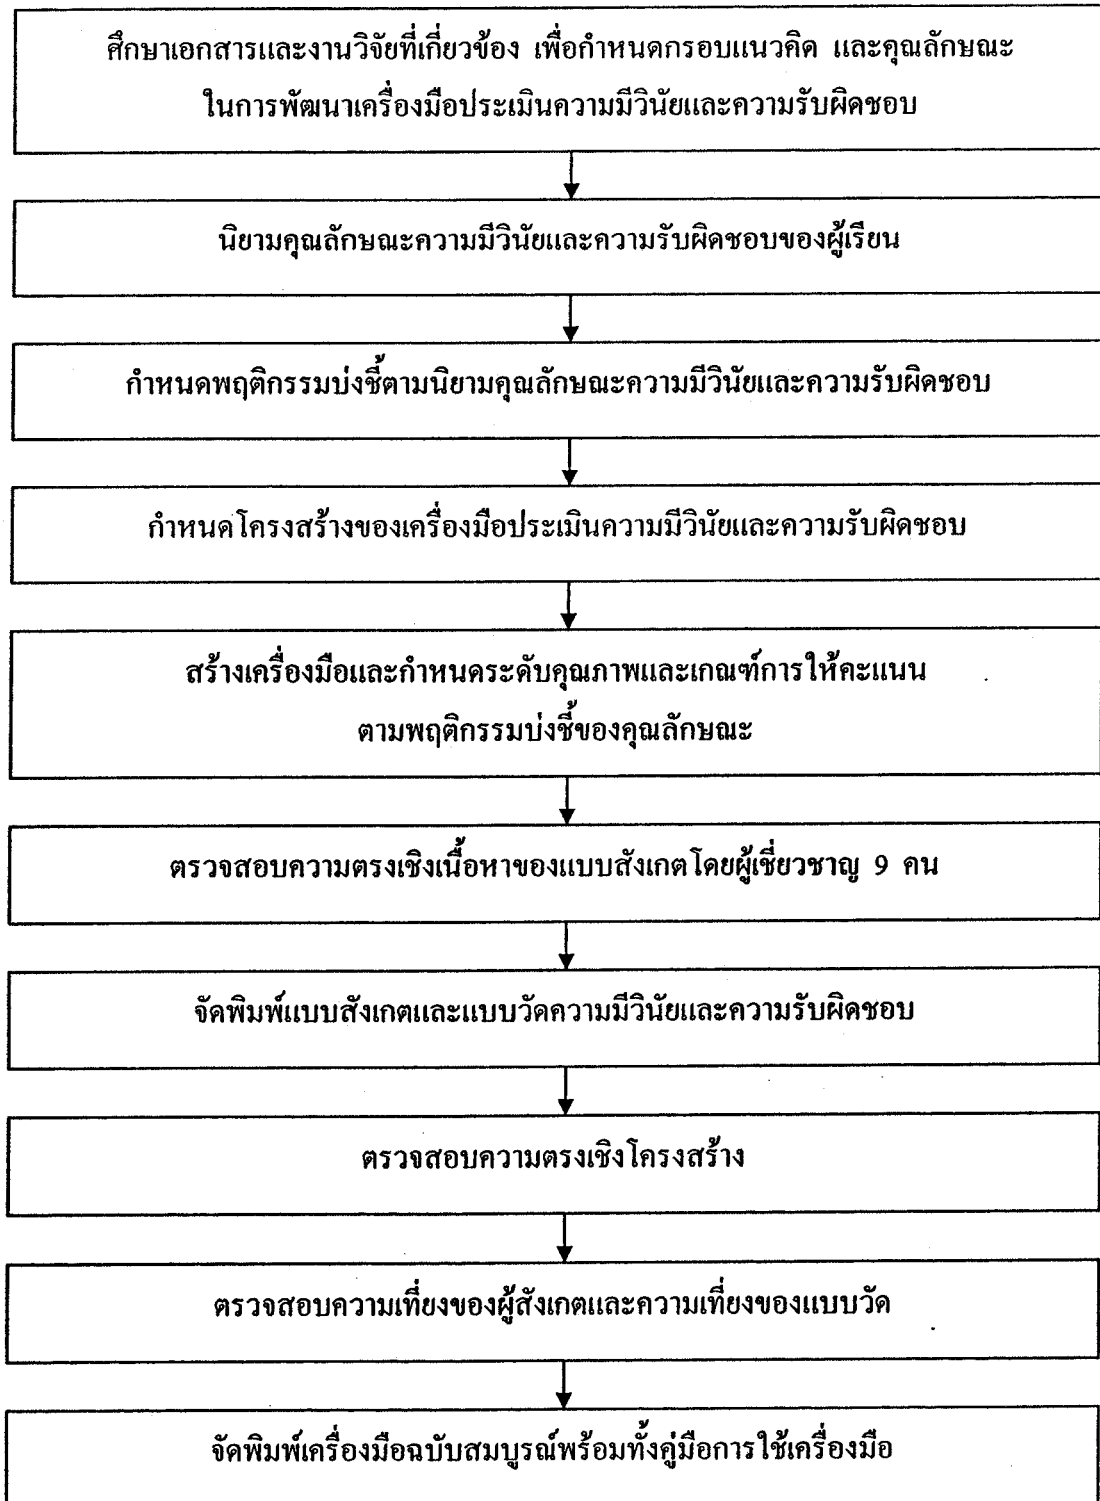 ศึกษาเอกสารและงานวิจัยที่เกี่ยวข้อง เพื่อกำหนดกรอบแนวคิด และคุณลักษณะ
ในการพัฒนาเครื่องมือประเมินความมีวินัยและความรับผิดชอบ
นิยามคุณลักษณะความมีวินัยและความรับผิดชอบของผู้เรียน
กำหนดพฤติกรรมบ่งชี้ตามนิยามคุณลักษณะความมีวินัยและความรับผิดชอบ
กำหนดโครงสร้างของเครื่องมือประเมินความมีวินัยและความรับผิดชอบ
สร้างเครื่องมือและกำหนดระดับคุณภาพและเกณฑ์การให้คะแนน
ตามพฤติกรรมบ่งชี้ของคุณลักษณะ
ตรวจสอบความตรงเชิงเนื้อหาของแบบสังเกตโดยผู้เชี่ยวชาญ 9 คน
จัดพิมพ์แบบสังเกตและแบบวัดความมีวินัยและความรับผิดชอบ
ตรวจสอบความตรงเชิงโครงสร้าง
ตรวจสอบความเที่ยงของผู้สังเกตและความเที่ยงของแบบวัด
จัดพิมพ์เครื่องมือฉบับสมบูรณ์พร้อมทั้งคู่มือการใช้เครื่องมือ